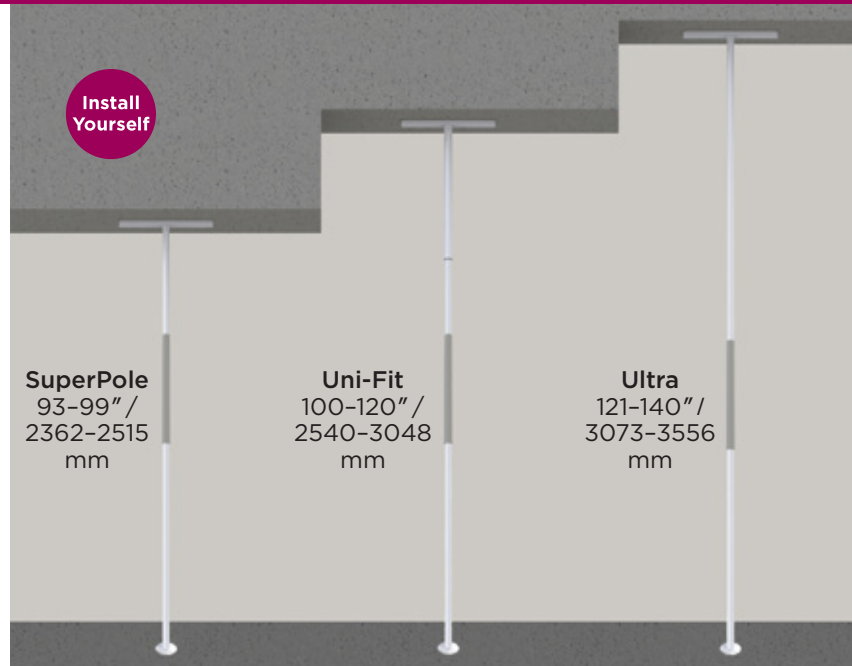 Install
Yourself
SuperPole
93–99″/
2362–2515
mm
Uni-Fit
100–120″/
2540–3048
mm
Ultra
121–140″/
3073–3556
mm